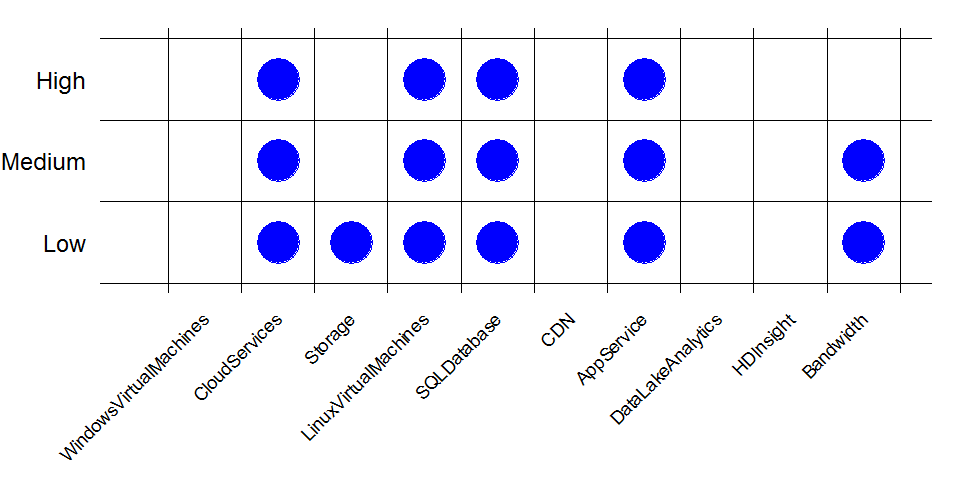 High
Medium
Low
WindowsVirtualMachines
CloudServices
Storage
LinuxVirtualMachines
SQLDatabase
CDN
AppService
DataLakeAnalytics
HDInsight
Bandwidth